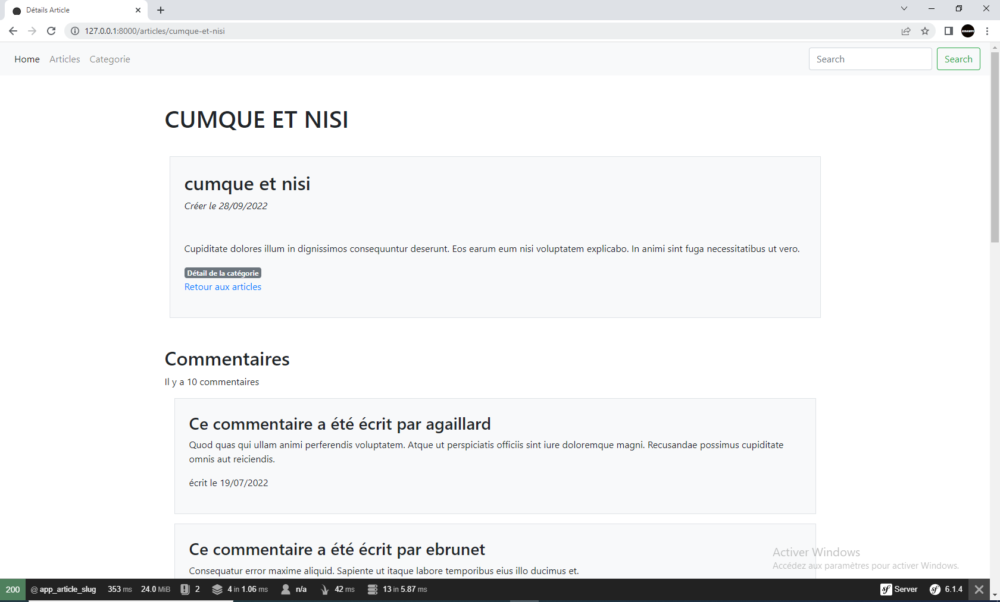 Détails Article
127.0.0.1:8000/articles/cumque-et-nisi
Home Articles Categorie Search Search
CUMQUE ET NISI
cumque et nisi
Créer le 28/09/2022
Cupiditate dolores illum in dignissimos consequuntur deserunt. Eos earum eum nisi voluptatem explicabo. In animi sint fuga necessitatibus ut vero.
Détail de la catégorie
Retour aux articles
Commentaires
Il y a 10 commentaires
Ce commentaire a été écrit par agaillard
Quod quas qui ullam animi perferendis voluptatem. Atque ut perspiciatis officiis sint iure doloremque magni. Recusandae possimus cupiditate
omnis aut reiciendis.
écrit le 19/07/2022
Ce commentaire a été écrit par ebrunet
Consequatur error maxime aliquid. Sapiente ut itaque labore temporibus eius illo ducimus et.
Activer Windows
Accédez aux paramètres pour activer Windows.
200 @ app_article_slug 353 ms 24.0 MiB 2 4 in 1.06 ms n/a 42 ms 13 in 5.87 ms sf Server sf 6.1.4